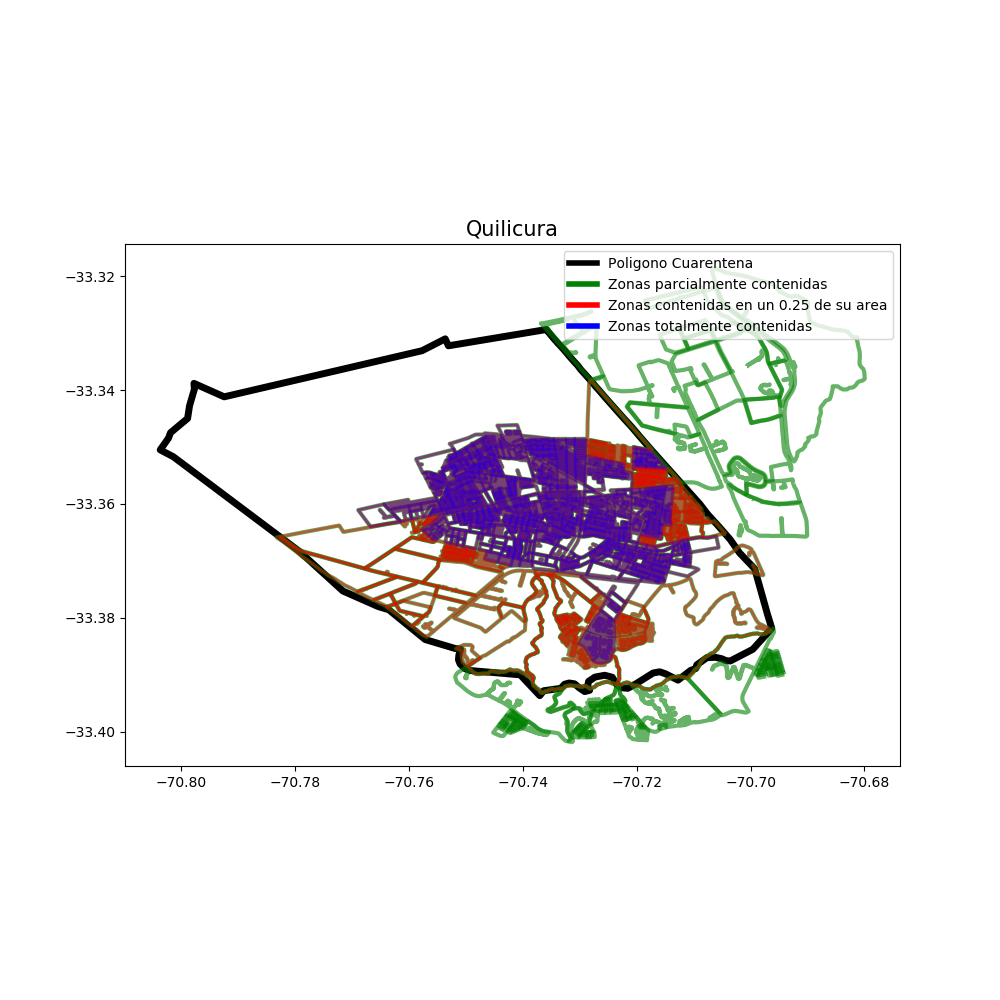 Quilicura
Poligono Cuarentena
Zonas parcialmente contenidas
Zonas contenidas en un 0.25 de su area
Zonas totalmente contenidas
−33.32
−33.34
−33.36
−33.38
−33.40
−70.80 −70.78 −70.76 −70.74 −70.72 −70.70 −70.68